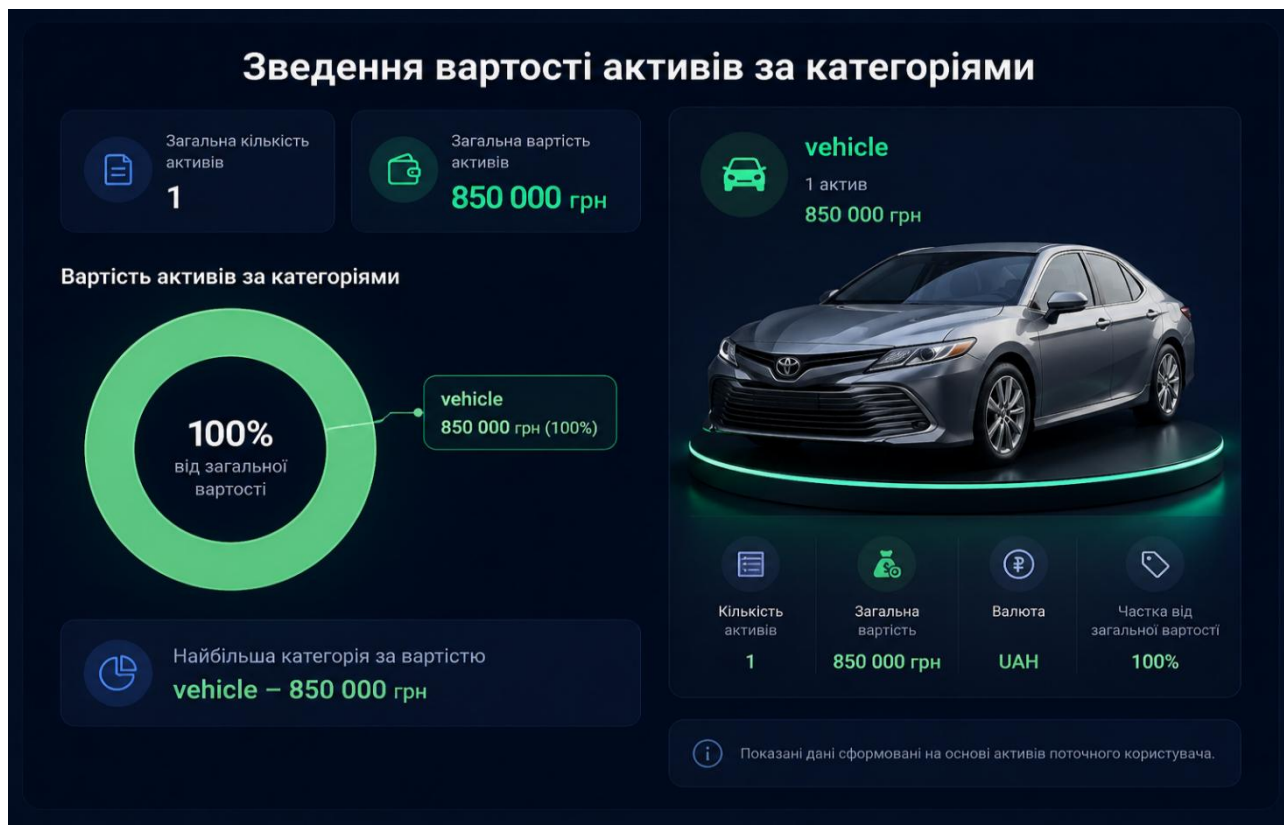 Зведення вартості активів за категоріями
Загальна кількість
активів
1
Загальна вартість
активів
850 000 грн
Вартість активів за категоріями
100%
від загальної
вартості
vehicle
850 000 грн (100%)
Найбільша категорія за вартістю
vehicle – 850 000 грн
vehicle
1 актив
850 000 грн
Кількість
активів
1
Загальна
вартість
850 000 грн
Валюта
UAH
Частка від
загальної вартості
100%
Показані дані сформовані на основі активів поточного користувача.